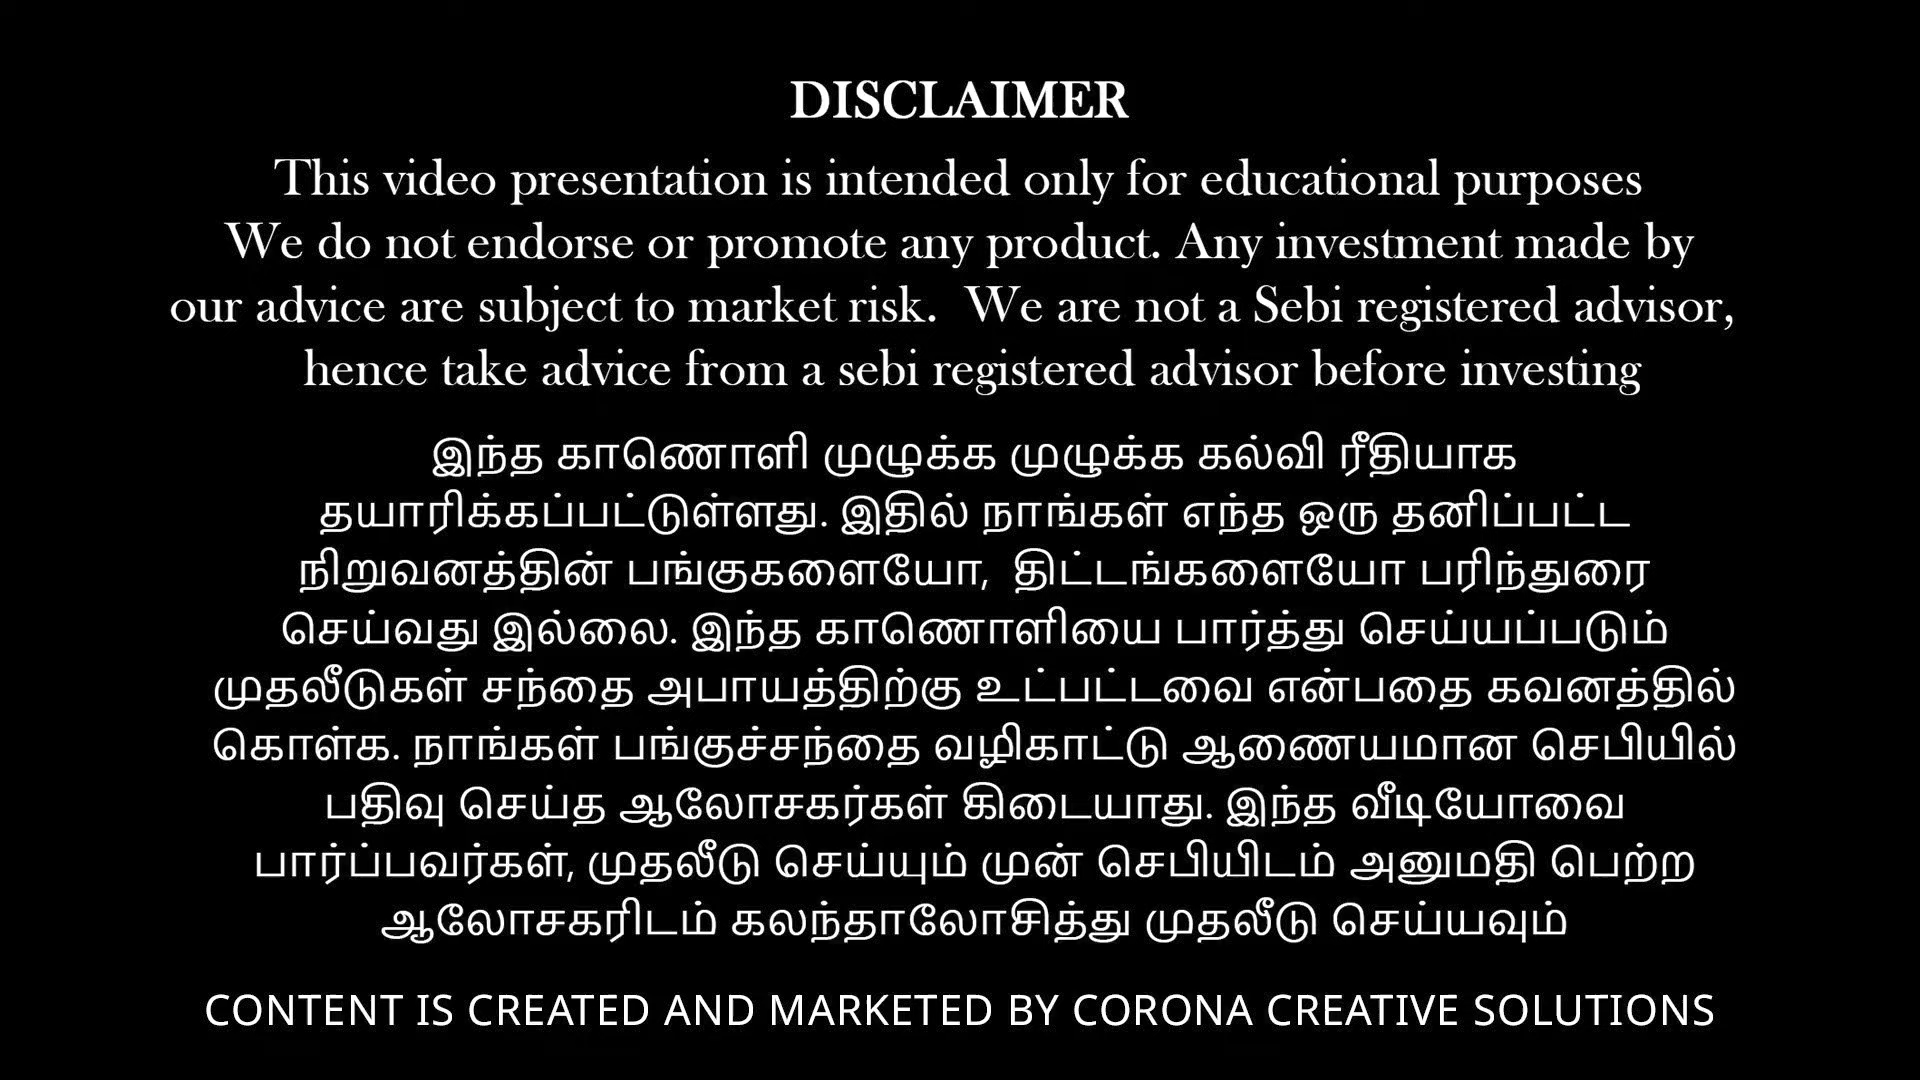 DISCLAIMER
This video presentation is intended only for educational purposes
We do not endorse or promote any product. Any investment made by
our advice are subject to market risk.  We are not a Sebi registered advisor,
hence take advice from a sebi registered advisor before investing
இந்த காணொளி முழுக்க முழுக்க கல்வி ரீதியாக
தயாரிக்கப்பட்டுள்ளது. இதில் நாங்கள் எந்த ஒரு தனிப்பட்ட
நிறுவனத்தின் பங்குகளையோ,  திட்டங்களையோ பரிந்துரை
செய்வது இல்லை. இந்த காணொளியை பார்த்து செய்யப்படும்
முதலீடுகள் சந்தை அபாயத்திற்கு உட்பட்டவை என்பதை கவனத்தில்
கொள்க. நாங்கள் பங்குச்சந்தை வழிகாட்டு ஆணையமான செபியில்
பதிவு செய்த ஆலோசகர்கள் கிடையாது. இந்த வீடியோவை
பார்ப்பவர்கள், முதலீடு செய்யும் முன் செபியிடம் அனுமதி பெற்ற
ஆலோசகரிடம் கலந்தாலோசித்து முதலீடு செய்யவும்
CONTENT IS CREATED AND MARKETED BY CORONA CREATIVE SOLUTIONS